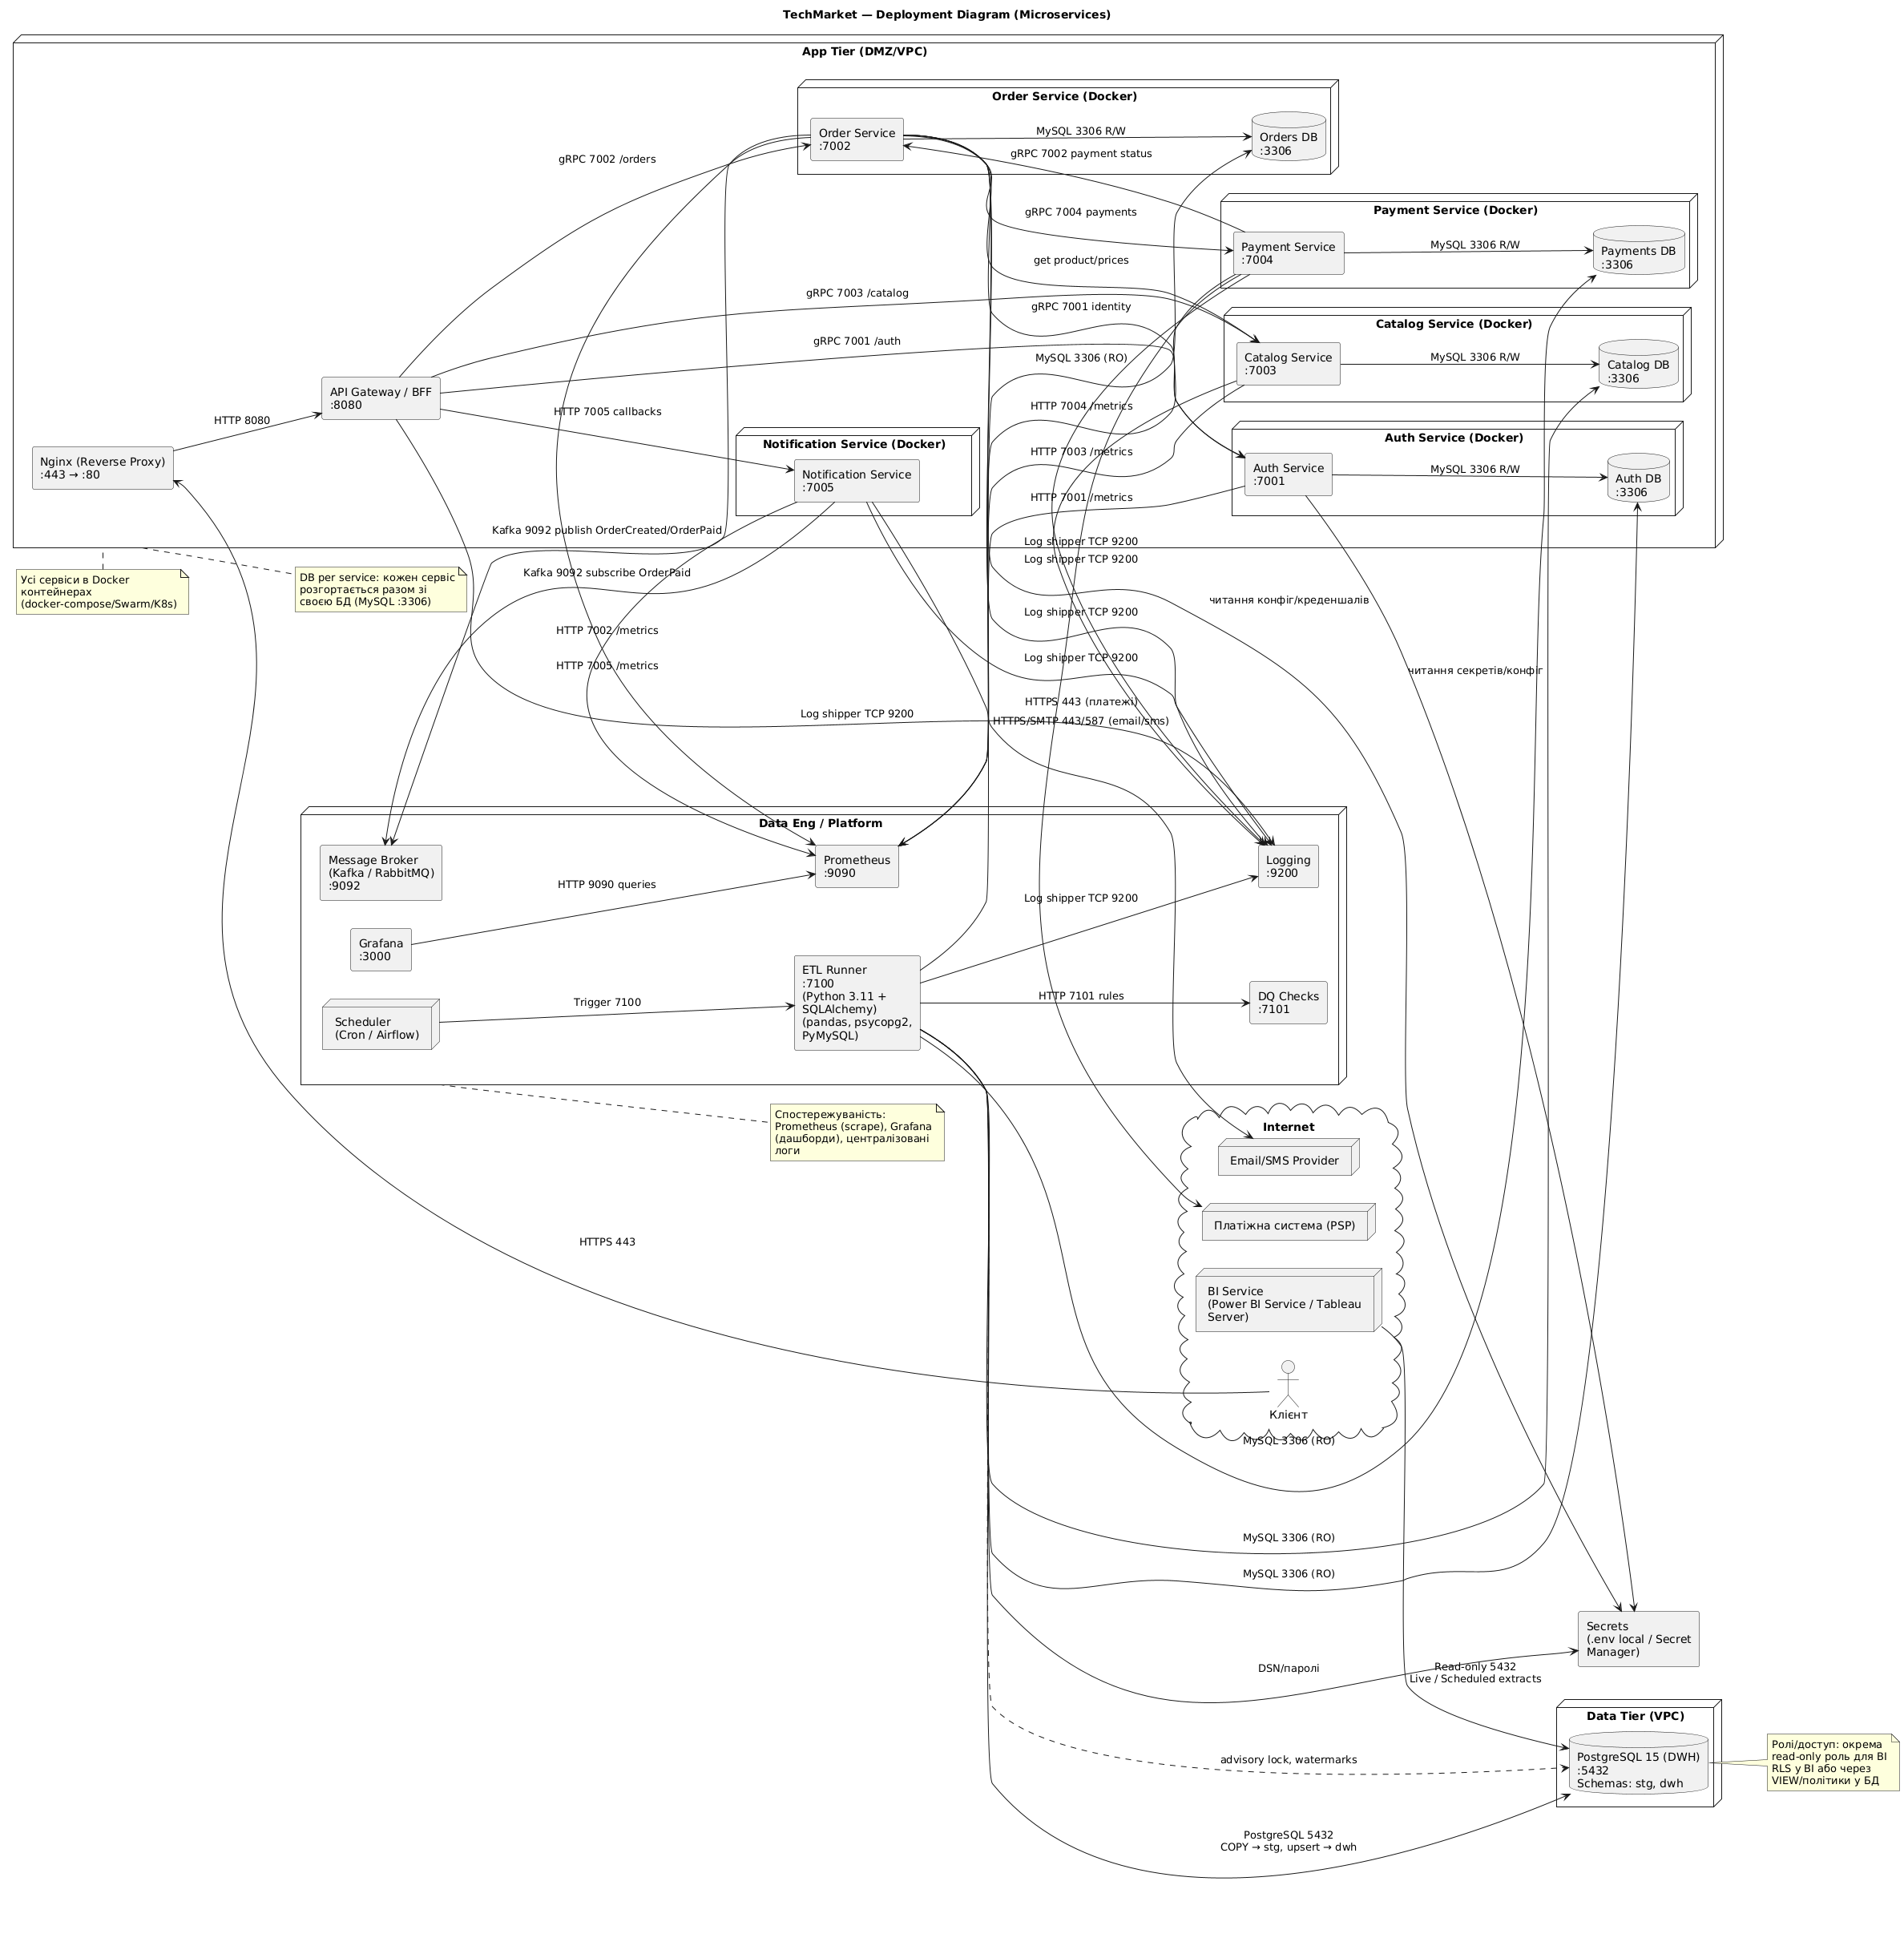 TechMarket — Deployment Diagram (Microservices)
App Tier (DMZ/VPC)
Order Service (Docker)
Order Service
:7002
MySQL 3306 R/W
Orders DB
:3306
gRPC 7002 /orders
gRPC 7002 payment status
Payment Service (Docker)
gRPC 7004 payments
Payment Service
:7004
MySQL 3306 R/W
Payments DB
:3306
get product/prices
gRPC 7003 /catalog
gRPC 7001 identity
Catalog Service (Docker)
gRPC 7001 /auth
MySQL 3306 (RO)
Catalog Service
:7003
MySQL 3306 R/W
Catalog DB
:3306
API Gateway / BFF
:8080
HTTP 8080
HTTP 7005 callbacks
HTTP 7004 /metrics
Auth Service (Docker)
Notification Service (Docker)
HTTP 7003 /metrics
Nginx (Reverse Proxy)
:443 → :80
Notification Service
:7005
Auth Service
:7001
MySQL 3306 R/W
Auth DB
:3306
HTTP 7001 /metrics
Kafka 9092 publish OrderCreated/OrderPaid
Log shipper TCP 9200
Log shipper TCP 9200
Kafka 9092 subscribe OrderPaid
Усі сервіси в Docker
контейнерах
(docker-compose/Swarm/K8s)
DB per service: кожен сервіс
розгортається разом зі
своєю БД (MySQL :3306)
читання конфіг/креденшалів
Log shipper TCP 9200
HTTP 7002 /metrics
HTTP 7005 /metrics
Log shipper TCP 9200
читання секретів/конфіг
HTTPS 443 (платежі)
Log shipper TCP 9200
HTTPS/SMTP 443/587 (email/sms)
Data Eng / Platform
Message Broker
(Kafka / RabbitMQ)
:9092
Prometheus
:9090
Logging
:9200
HTTP 9090 queries
Log shipper TCP 9200
Grafana
:3000
ETL Runner
:7100
(Python 3.11 +
SQLAlchemy)
(pandas, psycopg2,
PyMySQL)
Trigger 7100
HTTP 7101 rules
DQ Checks
:7101
Scheduler
(Cron / Airflow)
Спостережуваність:
Prometheus (scrape), Grafana
(дашборди), централізовані
логи
Internet
Email/SMS Provider
Платіжна система (PSP)
HTTPS 443
BI Service
(Power BI Service / Tableau
Server)
Клієнт
MySQL 3306 (RO)
MySQL 3306 (RO)
MySQL 3306 (RO)
Secrets
(.env local / Secret
Manager)
DSN/паролі
Read-only 5432
Live / Scheduled extracts
Data Tier (VPC)
PostgreSQL 15 (DWH)
:5432
Schemas: stg, dwh
Ролі/доступ: окрема
read-only роль для BI
RLS у BI або через
VIEW/політики у БД
advisory lock, watermarks
PostgreSQL 5432
COPY → stg, upsert → dwh